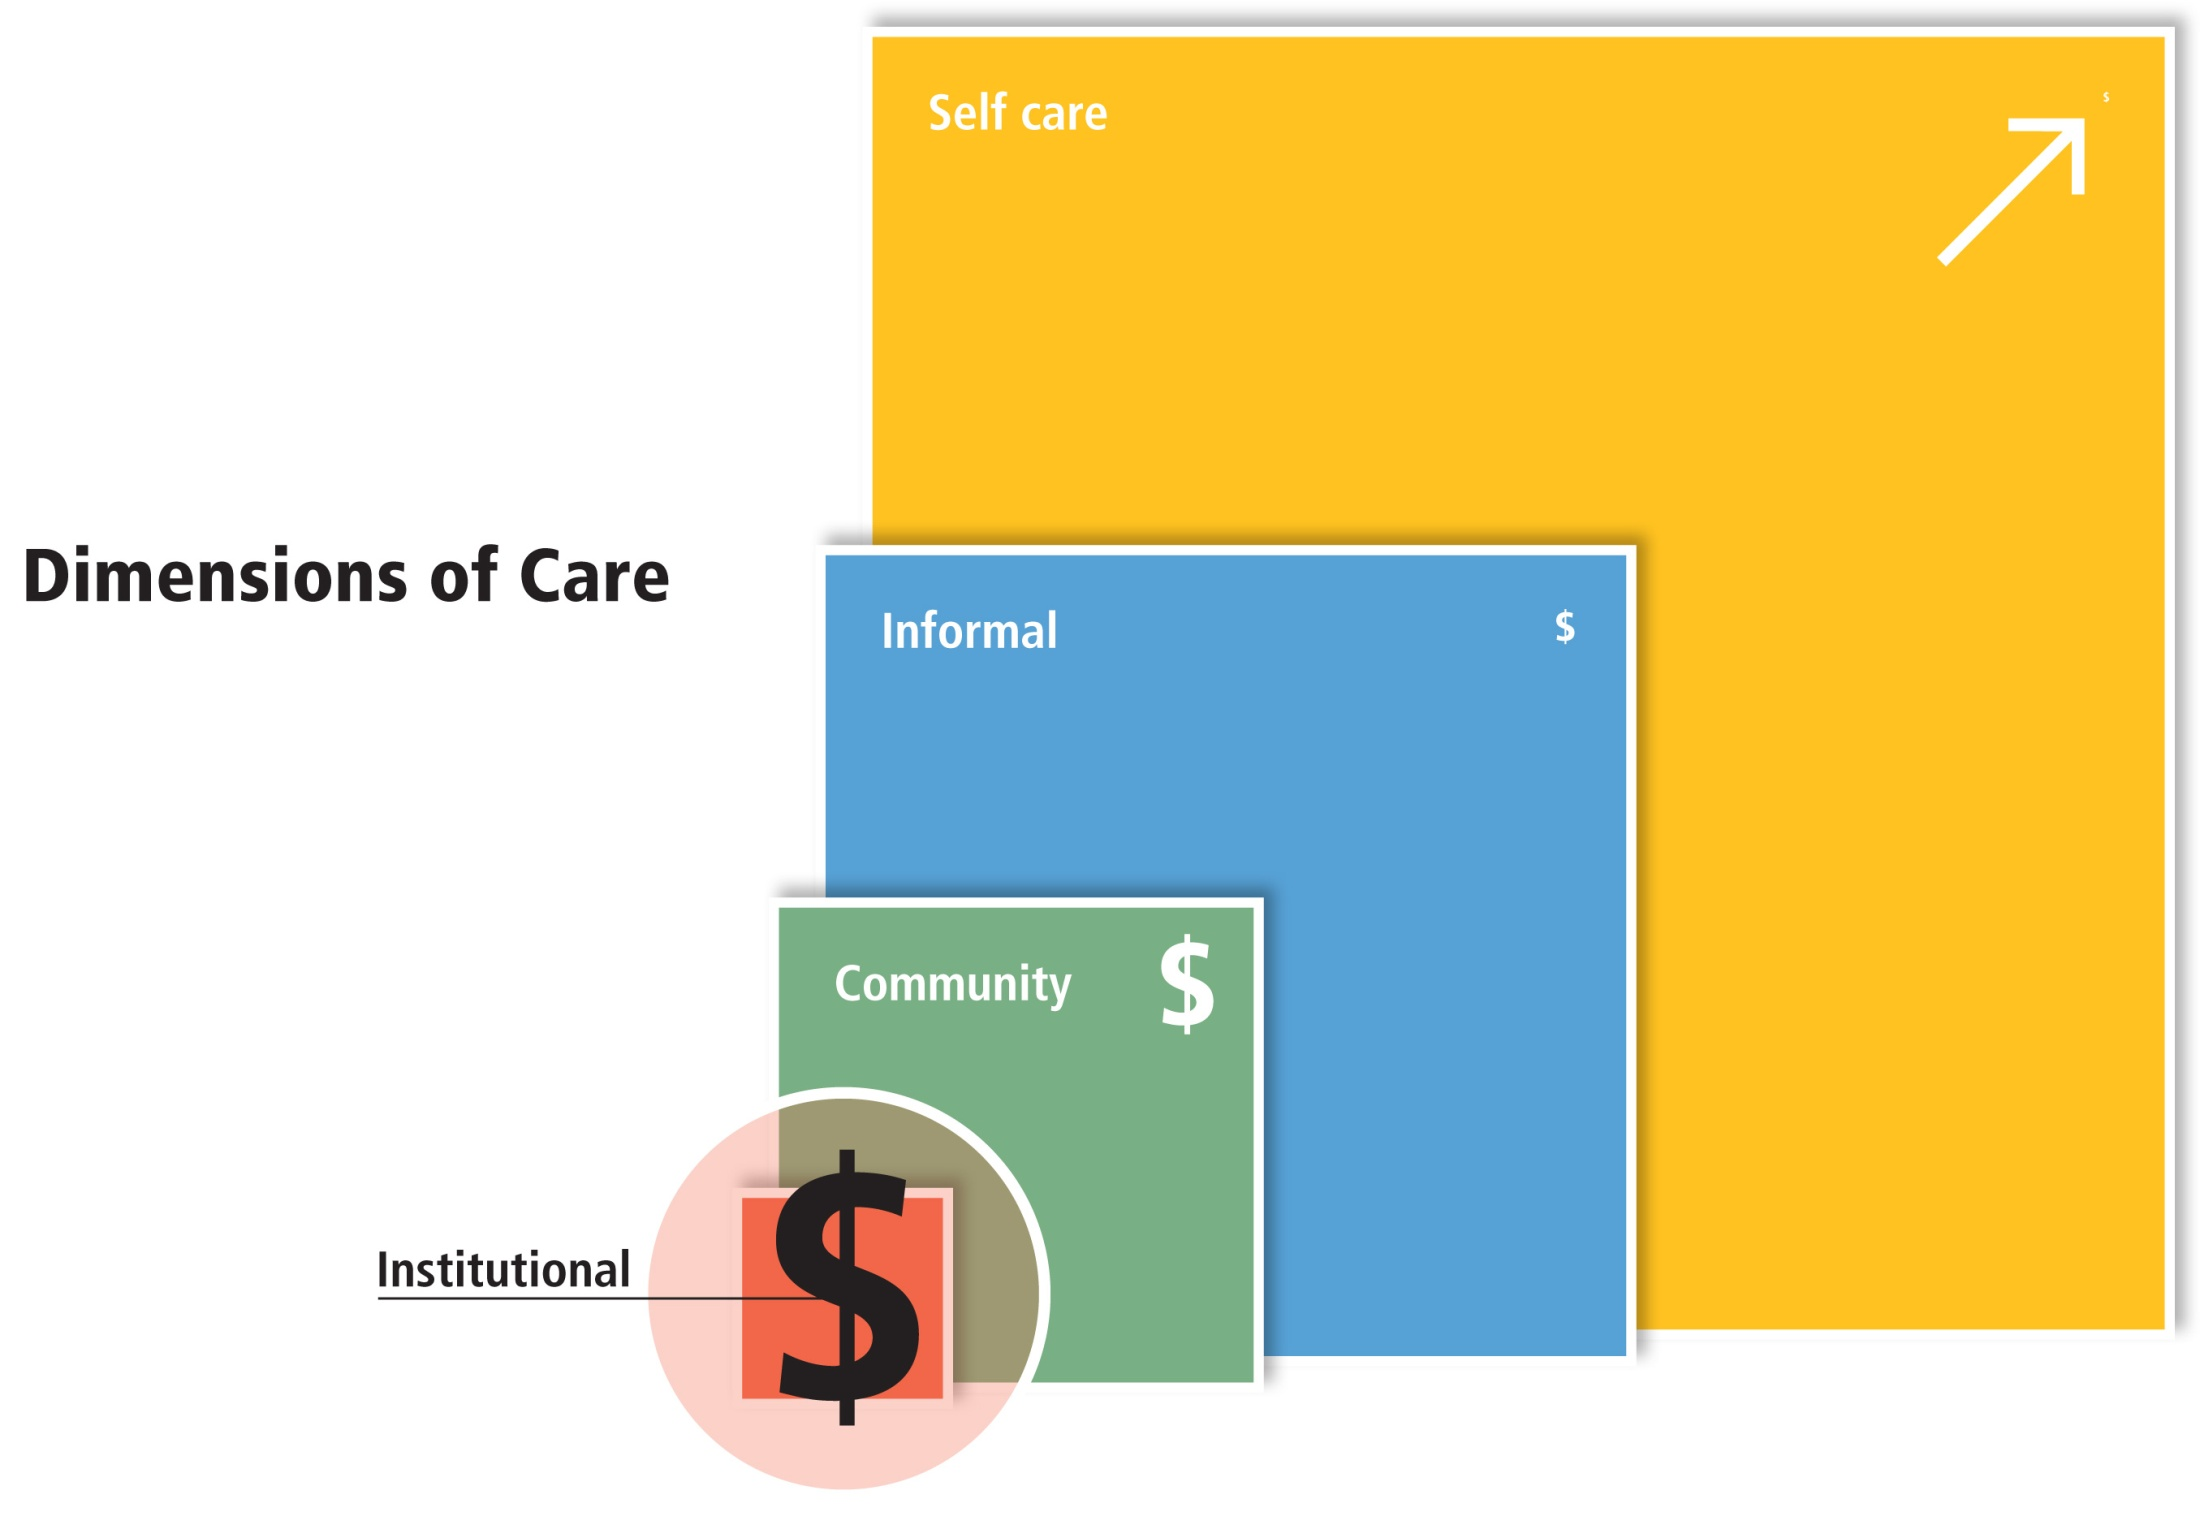 Self care
$
Dimensions of Care
Informal
$
Community
$
Institutional
$